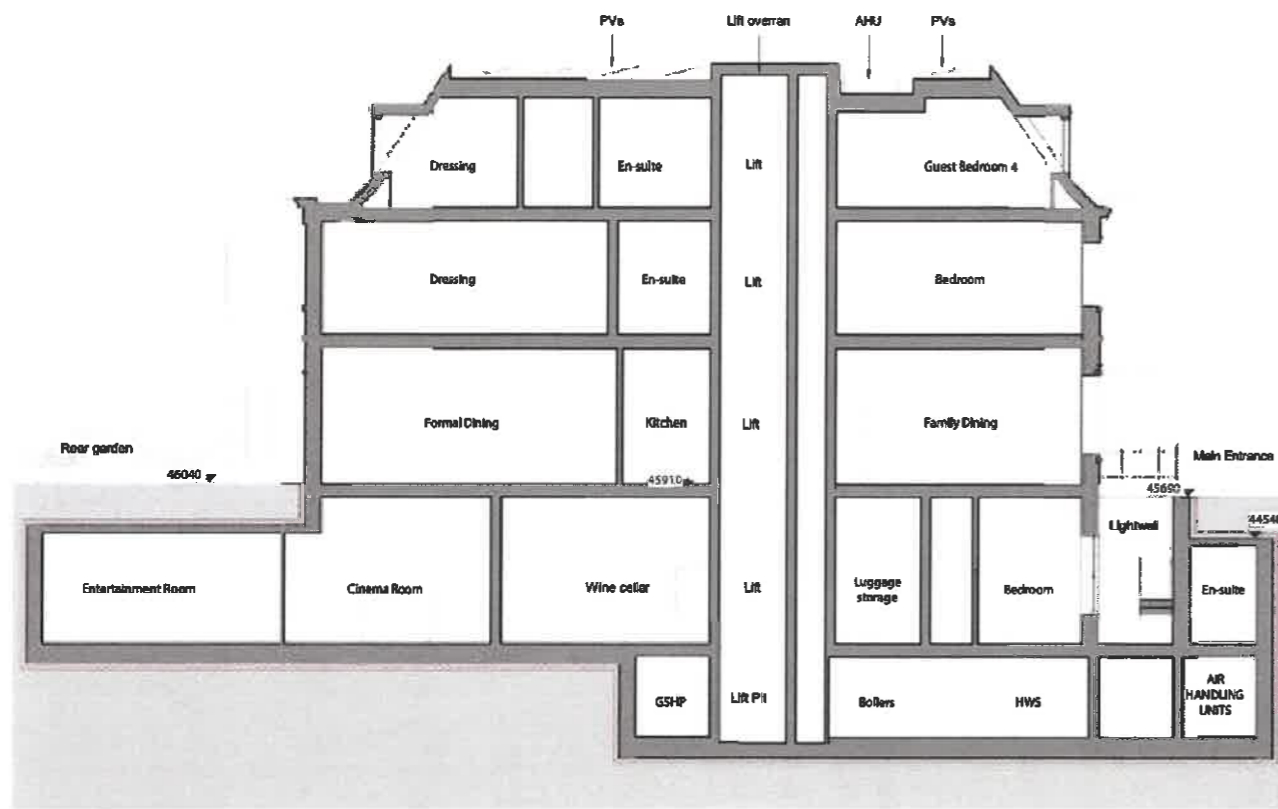 PVs
Lift overran
AHU
PVs
Dressing
En-suite
Lift
Guest Bedroom 4
Dressing
En-suite
Lift
Bedroom
Formal Dining
Kitchen
Lift
Family Dining
Rear garden
46040
45910
Main Entrance
45690
44540
Lightwell
Entertainment Room
Cinema Room
Wine cellar
Lift
Luggage
storage
Bedroom
En-suite
GSHP
Lift Pit
Boilers
HWS
AIR
HANDLING
UNITS